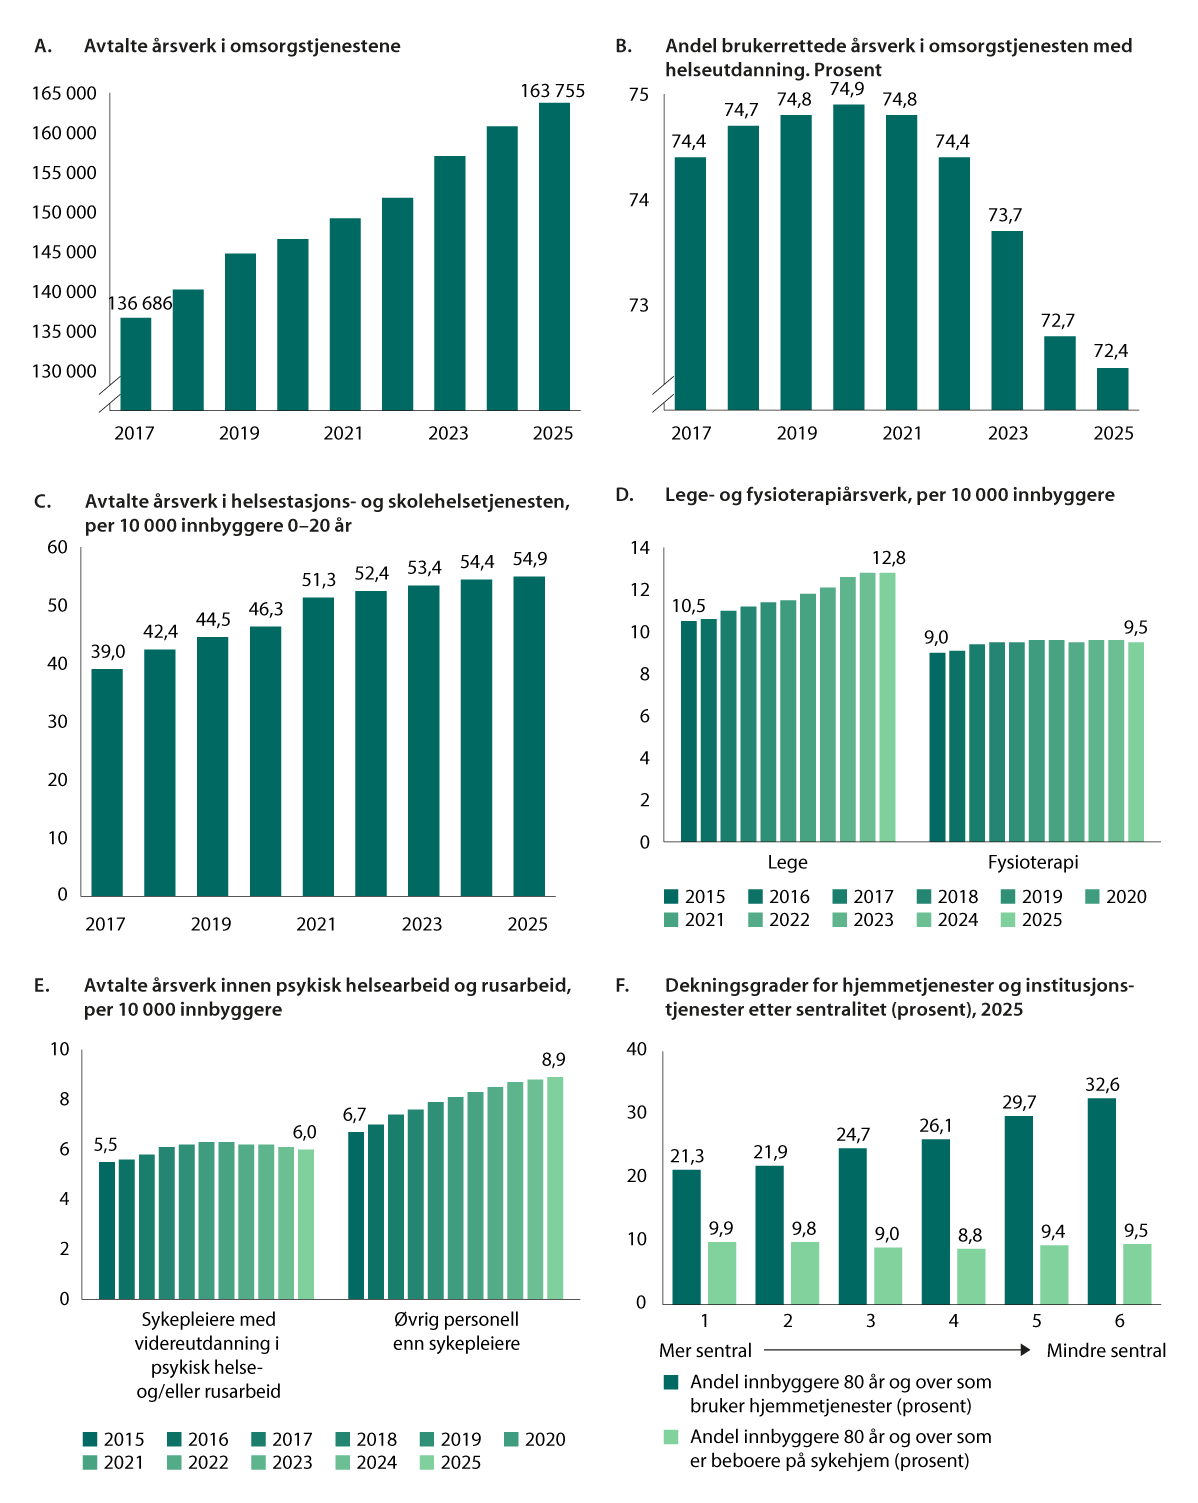 A. Avtalte årsverk i omsorgstjenestene
165 000
160 000
155 000
150 000
145 000
140 000
135 000
130 000
136 686
163 755
2017 2019 2021 2023 2025
B. Andel brukerrettede årsverk i omsorgstjenesten med
helseutdanning. Prosent
75
74
73
74,4 74,7 74,8 74,9 74,8 74,4 73,7 72,7 72,4
2017 2019 2021 2023 2025
C. Avtalte årsverk i helsestasjons- og skolehelsetjenesten,
per 10 000 innbyggere 0–20 år
60
50
40
30
20
10
0
39,0 42,4 44,5 46,3 51,3 52,4 53,4 54,4 54,9
2017 2019 2021 2023 2025
D. Lege- og fysioterapiårsverk, per 10 000 innbyggere
14
12
10
8
6
4
2
0
10,5 12,8 9,0 9,5
Lege Fysioterapi
2015 2016 2017 2018 2019 2020
2021 2022 2023 2024 2025
E. Avtalte årsverk innen psykisk helsearbeid og rusarbeid,
per 10 000 innbyggere
10
8
6
4
2
0
5,5 6,0 6,7 8,9
Sykepleiere med
videreutdanning i
psykisk helse-
og/eller rusarbeid
Øvrig personell
enn sykepleiere
2015 2016 2017 2018 2019 2020
2021 2022 2023 2024 2025
F. Dekningsgrader for hjemmetjenester og institusjons-
tjenester etter sentralitet (prosent), 2025
40
30
20
10
0
21,3 21,9 24,7 26,1 29,7 32,6
9,9 9,8 9,0 8,8 9,4 9,5
1 2 3 4 5 6
Mer sentral Mindre sentral
Andel innbyggere 80 år og over som
bruker hjemmetjenester (prosent)
Andel innbyggere 80 år og over som
er beboere på sykehjem (prosent)